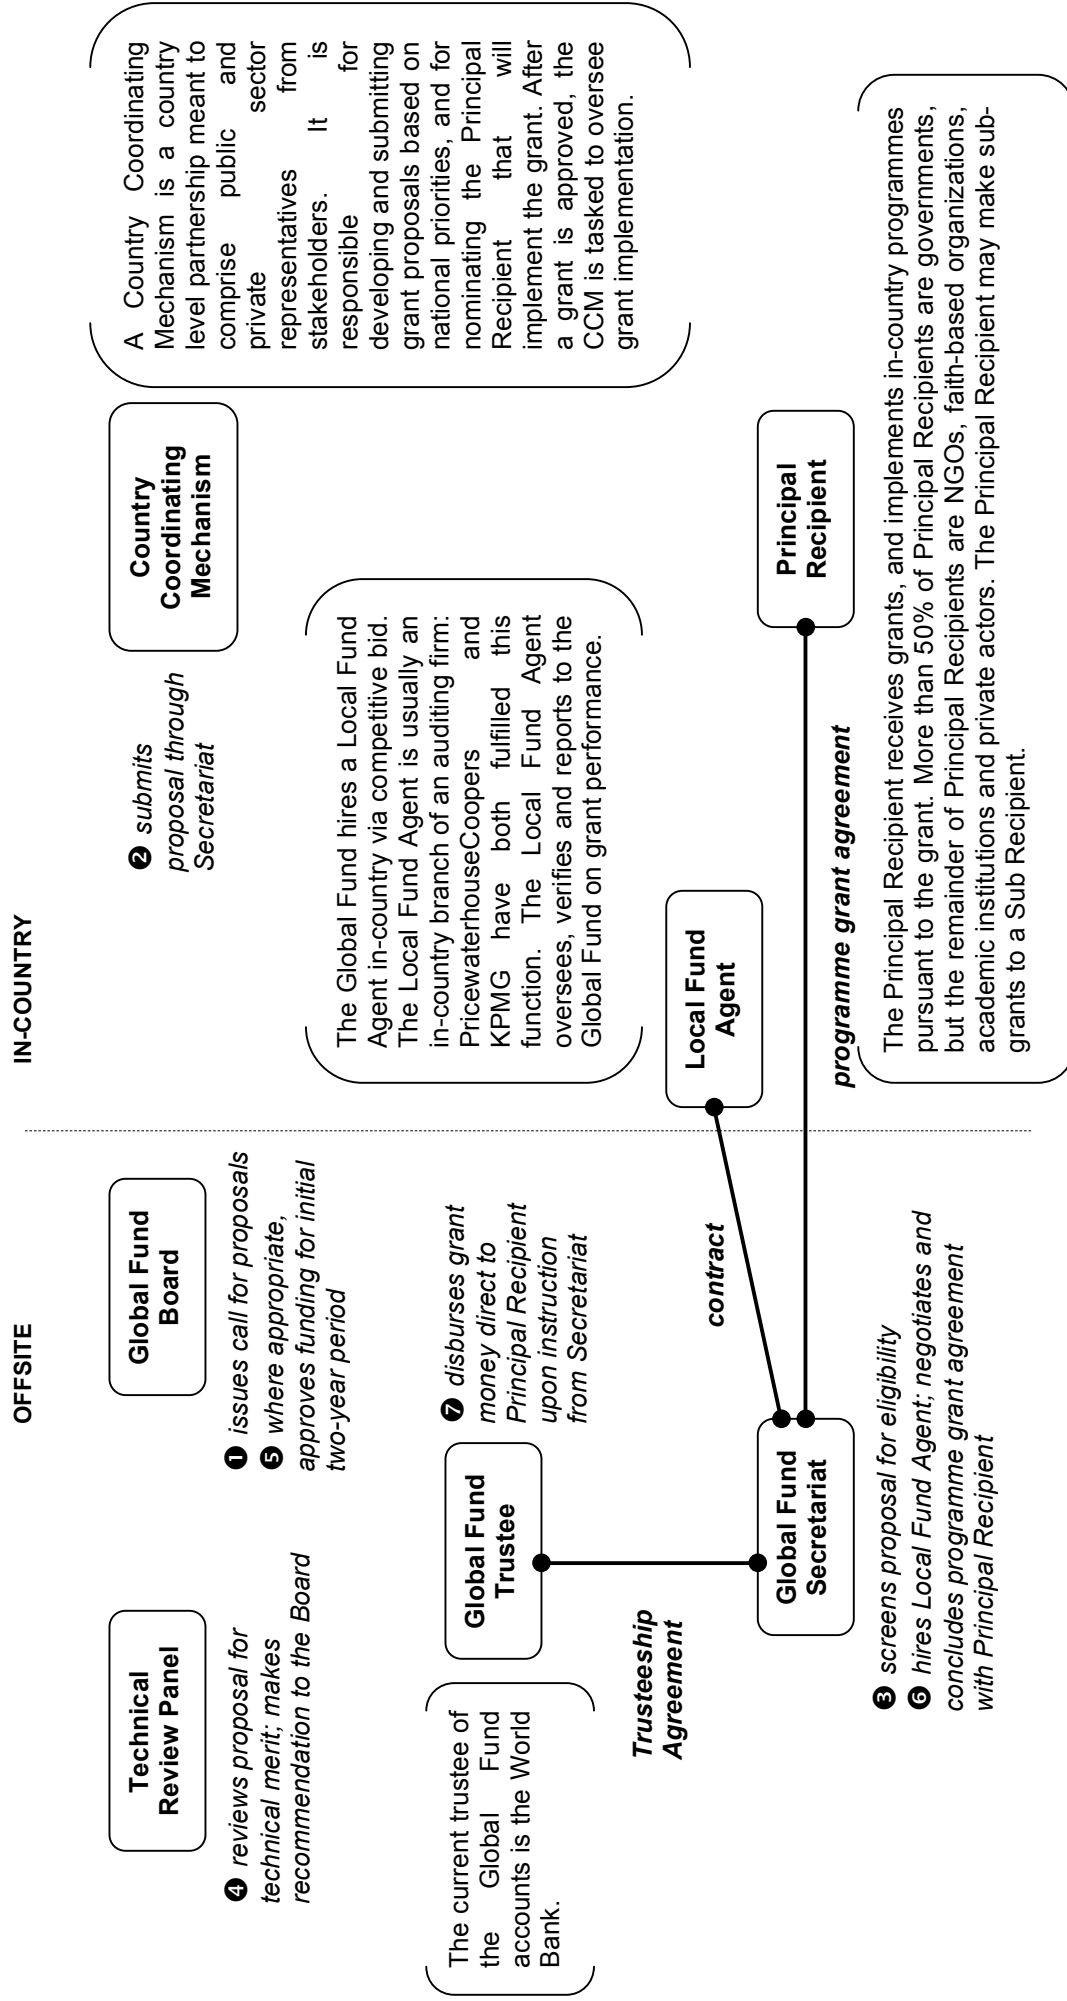 OFFSITE
IN-COUNTRY
Technical
Review Panel
❹ reviews proposal for
technical merit; makes
recommendation to the Board
Global Fund
Board
❶ issues call for proposals
❺ where appropriate,
approves funding for initial
two-year period
❷ submits
proposal through
Secretariat
Country
Coordinating
Mechanism
A Country Coordinating
Mechanism is a country
level partnership meant to
comprise public and
private sector
representatives from
stakeholders. It is
responsible for
developing and submitting
grant proposals based on
national priorities, and for
nominating the Principal
Recipient that will
implement the grant. After
a grant is approved, the
CCM is tasked to oversee
grant implementation.
The current trustee of
the Global Fund
accounts is the World
Bank.
Global Fund
Trustee
❼ disburses grant
money direct to
Principal Recipient
upon instruction
from Secretariat
The Global Fund hires a Local Fund
Agent in-country via competitive bid.
The Local Fund Agent is usually an
in-country branch of an auditing firm:
PricewaterhouseCoopers and
KPMG have both fulfilled this
function. The Local Fund Agent
oversees, verifies and reports to the
Global Fund on grant performance.
Trusteeship
Agreement
contract
Local Fund
Agent
Global Fund
Secretariat
❸ screens proposal for eligibility
❻ hires Local Fund Agent; negotiates and
concludes programme grant agreement
with Principal Recipient
programme grant agreement
Principal
Recipient
The Principal Recipient receives grants, and implements in-country programmes
pursuant to the grant. More than 50% of Principal Recipients are governments,
but the remainder of Principal Recipients are NGOs, faith-based organizations,
academic institutions and private actors. The Principal Recipient may make sub-
grants to a Sub Recipient.